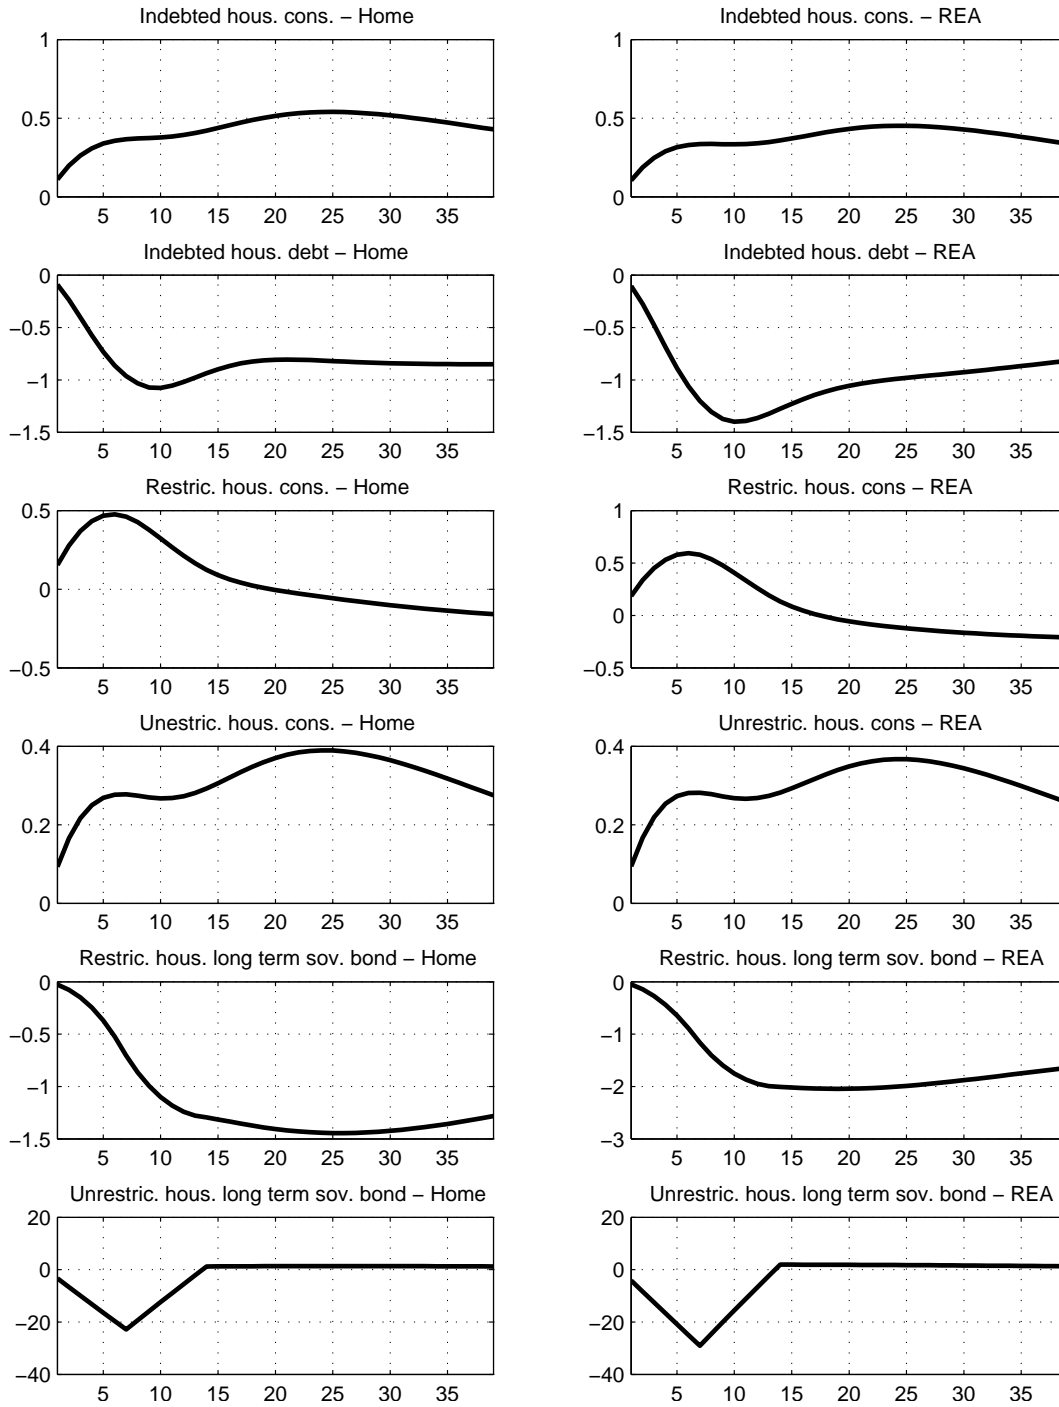 Indebted hous. cons. − Home
Indebted hous. cons. − REA
1
0.5
0
5 10 15 20 25 30 35
1
0.5
0
5 10 15 20 25 30 35
Indebted hous. debt − Home
Indebted hous. debt − REA
0
−0.5
−1
−1.5
5 10 15 20 25 30 35
0
−0.5
−1
−1.5
5 10 15 20 25 30 35
Restric. hous. cons. − Home
Restric. hous. cons − REA
0.5
0
−0.5
5 10 15 20 25 30 35
1
0.5
0
−0.5
5 10 15 20 25 30 35
Unestric. hous. cons. − Home
Unrestric. hous. cons − REA
0.4
0.2
0
5 10 15 20 25 30 35
0.4
0.2
0
5 10 15 20 25 30 35
Restric. hous. long term sov. bond − Home
Restric. hous. long term sov. bond − REA
0
−0.5
−1
−1.5
5 10 15 20 25 30 35
0
−1
−2
−3
5 10 15 20 25 30 35
Unrestric. hous. long term sov. bond − Home
Unrestric. hous. long term sov. bond − REA
20
0
−20
−40
5 10 15 20 25 30 35
20
0
−20
−40
5 10 15 20 25 30 35